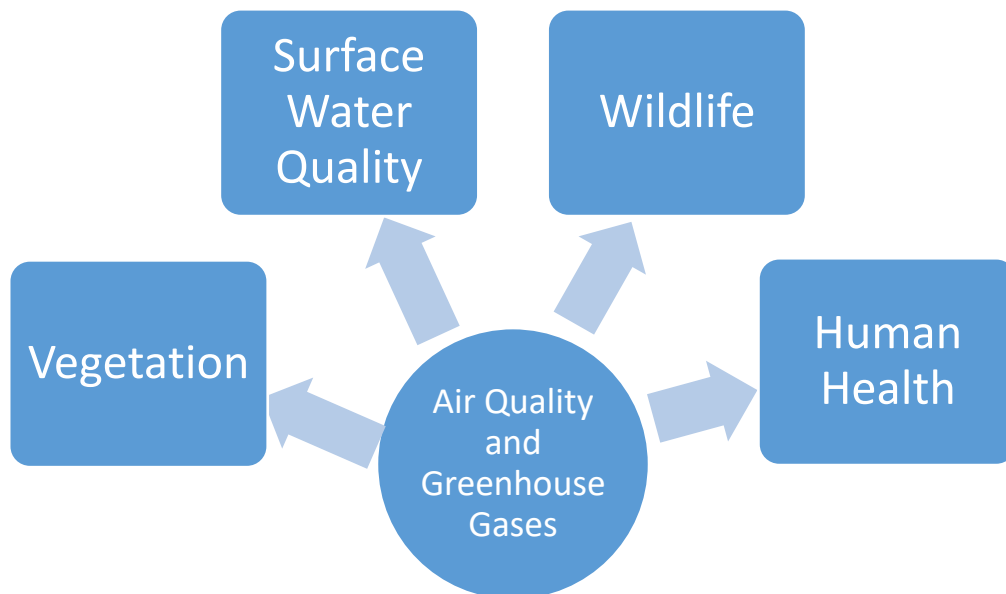 Surface
Water
Quality
Wildlife
Vegetation
Human
Health
Air Quality
and
Greenhouse
Gases